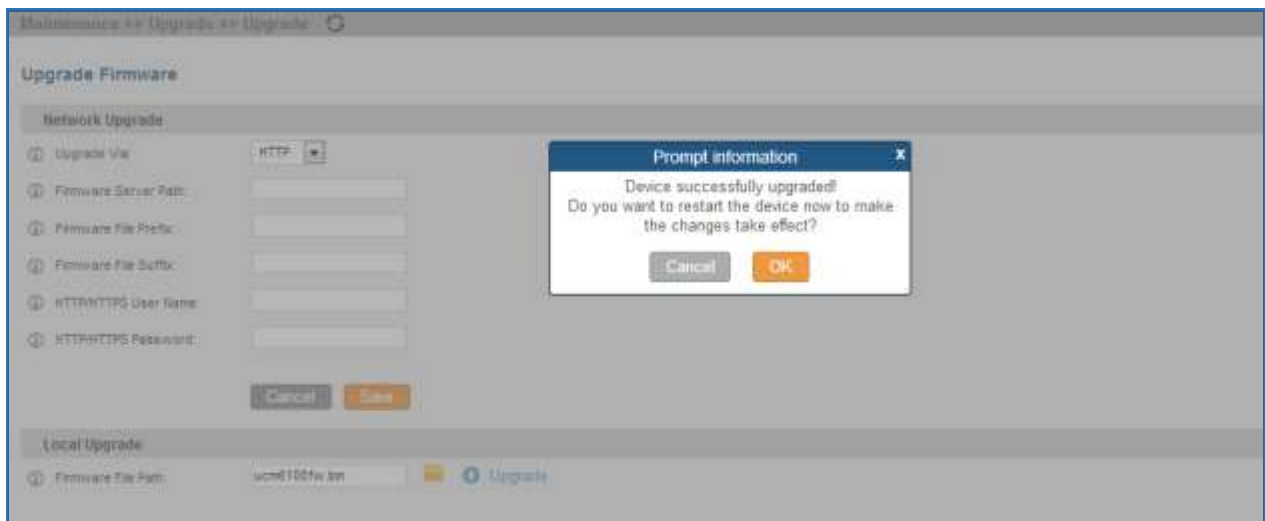 Maintenance >> Upgrade >> Upgrade
Upgrade Firmware
Network Upgrade
Upgrade Via: HTTP
Firmware Server Path:
Firmware File Prefix:
Firmware File Suffix:
HTTP/HTTPS User Name:
HTTP/HTTPS Password:
Cancel Save
Prompt information X
Device successfully upgraded!
Do you want to restart the device now to make
the changes take effect?
Cancel OK
Local Upgrade
Firmware File Path: ucm6100fw.bin Upgrade